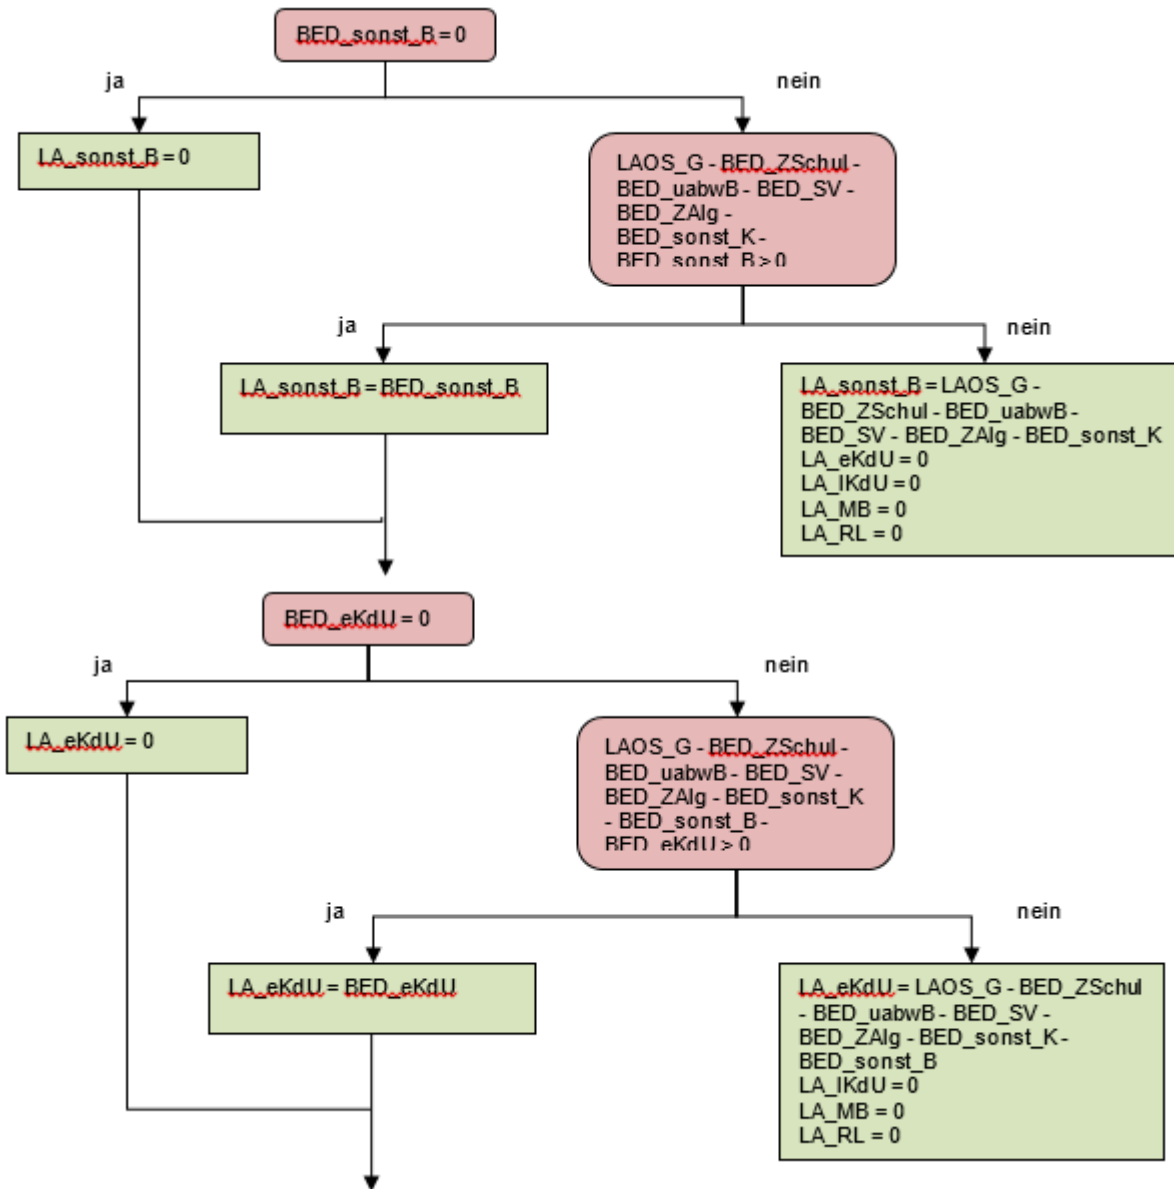 BED_sonst_B = 0
ja
nein
LA_sonst_B = 0
LAOS_G - BED_ZSchul -
BED_uabwB - BED_SV -
BED_ZAlg -
BED_sonst_K -
BED_sonst_B > 0
ja
nein
LA_sonst_B = BED_sonst_B
LA_sonst_B = LAOS_G -
BED_ZSchul - BED_uabwB -
BED_SV - BED_ZAlg - BED_sonst_K
LA_eKdU = 0
LA_lKdU = 0
LA_MB = 0
LA_RL = 0
BED_eKdU = 0
ja
nein
LA_eKdU = 0
LAOS_G - BED_ZSchul -
BED_uabwB - BED_SV -
BED_ZAlg - BED_sonst_K
- BED_sonst_B -
BED_eKdU > 0
ja
nein
LA_eKdU = BED_eKdU
LA_eKdU = LAOS_G - BED_ZSchul
- BED_uabwB - BED_SV -
BED_ZAlg - BED_sonst_K -
BED_sonst_B
LA_lKdU = 0
LA_MB = 0
LA_RL = 0